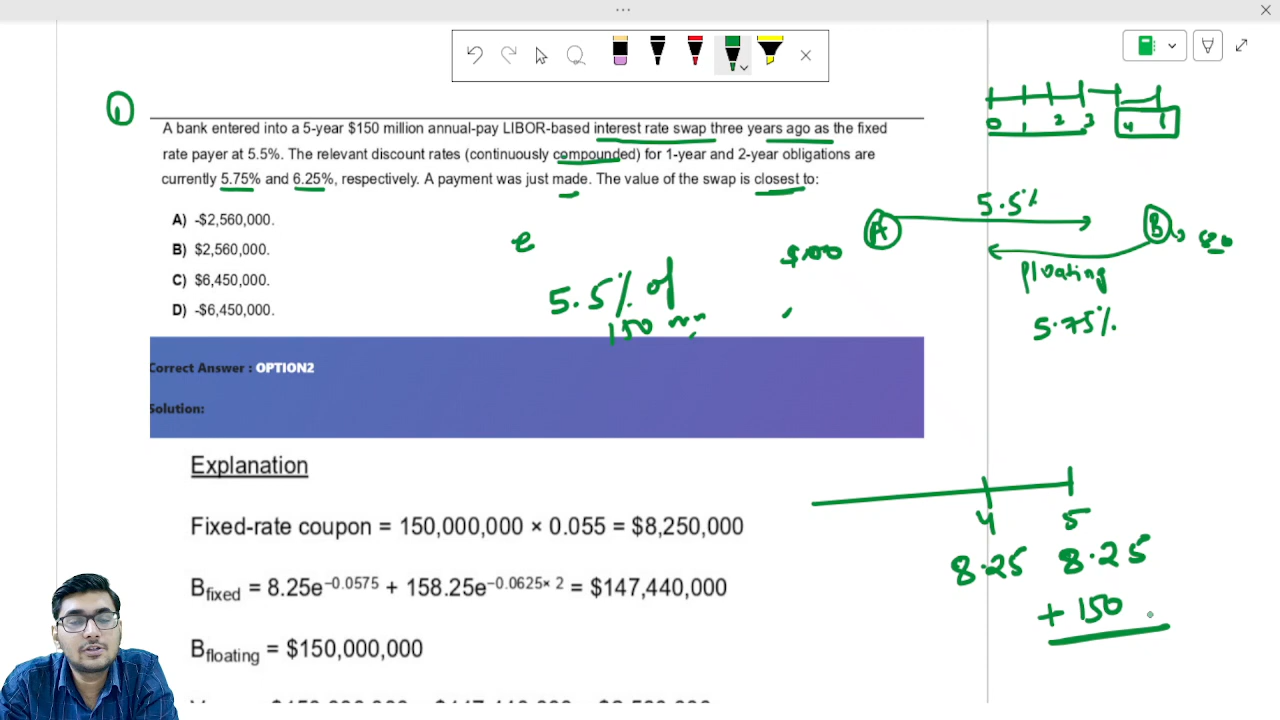 1
A bank entered into a 5-year $150 million annual-pay LIBOR-based interest rate swap three years ago as the fixed
rate payer at 5.5%. The relevant discount rates (continuously compounded) for 1-year and 2-year obligations are
currently 5.75% and 6.25%, respectively. A payment was just made. The value of the swap is closest to:
A) -$2,560,000.
B) $2,560,000.
C) $6,450,000.
D) -$6,450,000.
0 1 2 3 4
5.5%
A
B
floating
5.75%
e
$100
5.5% of
150
Correct Answer : OPTION2
Solution:
Explanation
Fixed-rate coupon = 150,000,000 × 0.055 = $8,250,000
Bfixed = 8.25e−0.0575 + 158.25e−0.0625× 2 = $147,440,000
Bfloating = $150,000,000
4 5
8.25 8.25
+ 150